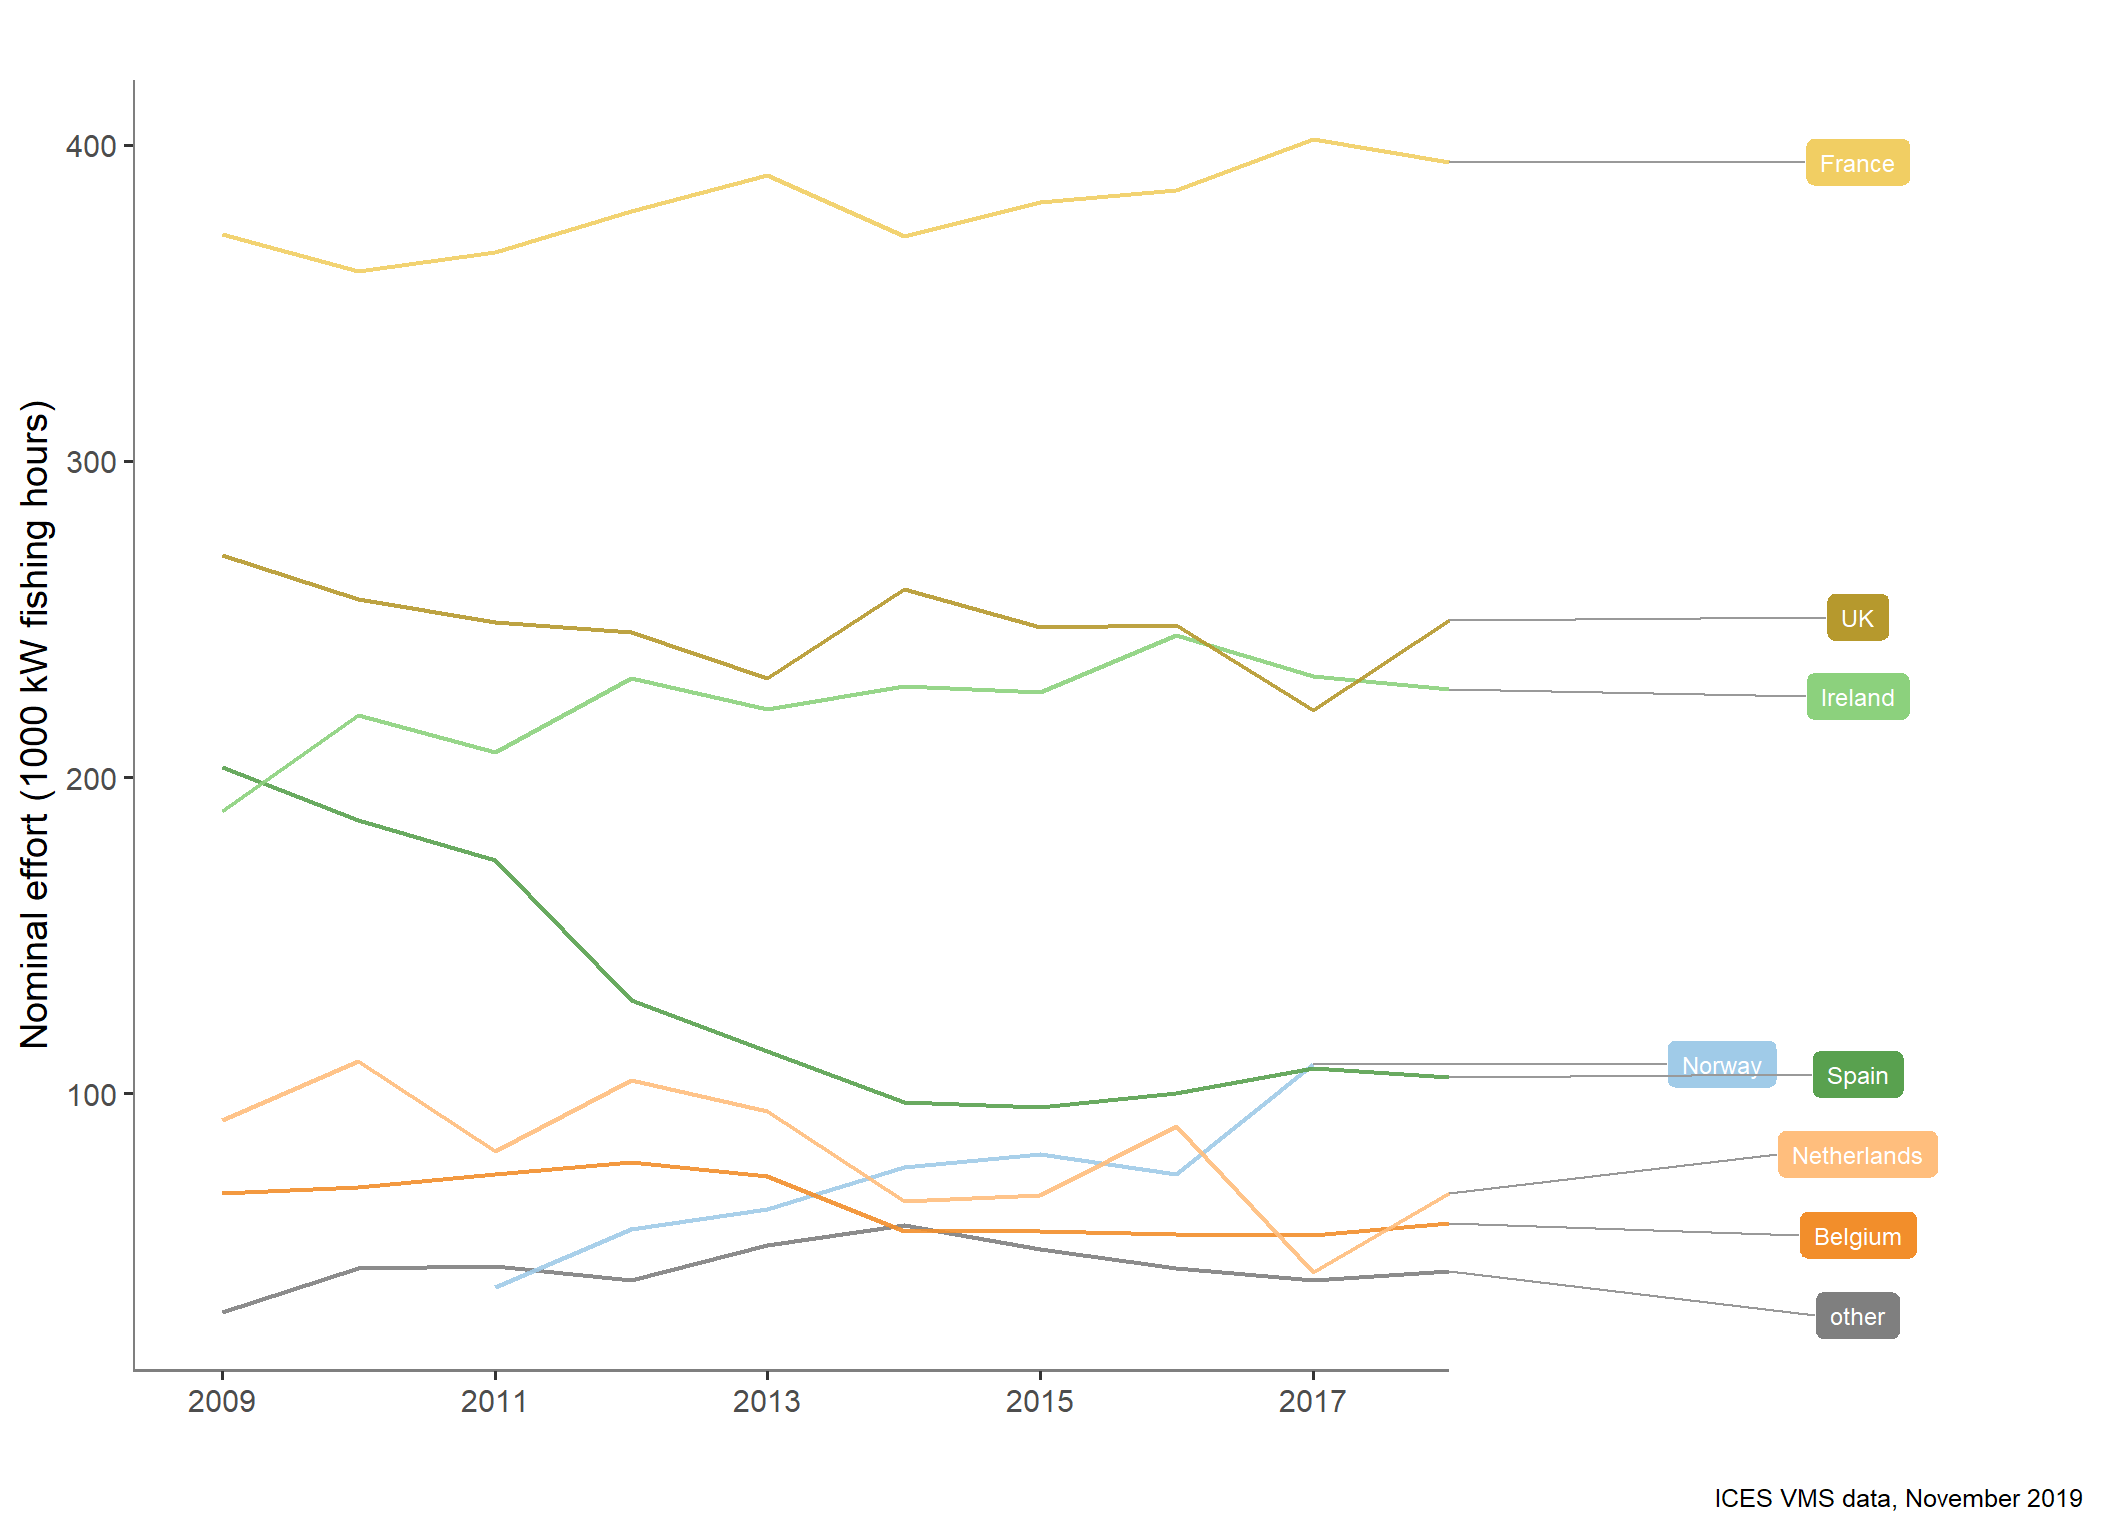 Nominal effort (1000 kW fishing hours)
400
300
200
100
2009
2011
2013
2015
2017
France
UK
Ireland
Norway
Spain
Netherlands
Belgium
other
ICES VMS data, November 2019